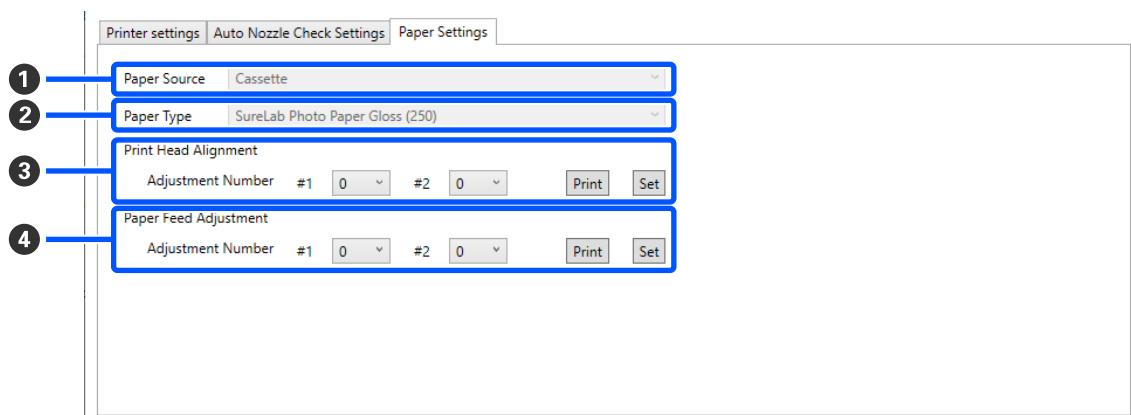 Printer settings Auto Nozzle Check Settings Paper Settings
1 Paper Source Cassette
2 Paper Type SureLab Photo Paper Gloss (250)
Print Head Alignment
3 Adjustment Number #1 0 #2 0 Print Set
Paper Feed Adjustment
4 Adjustment Number #1 0 #2 0 Print Set